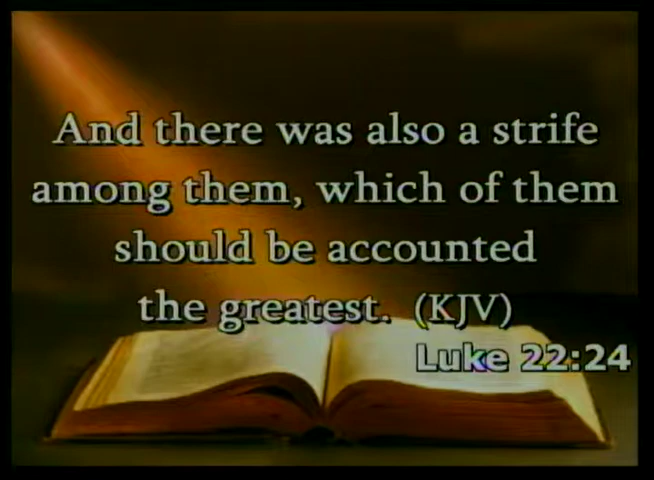 And there was also a strife
among them, which of them
should be accounted
the greatest. (KJV)
Luke 22:24